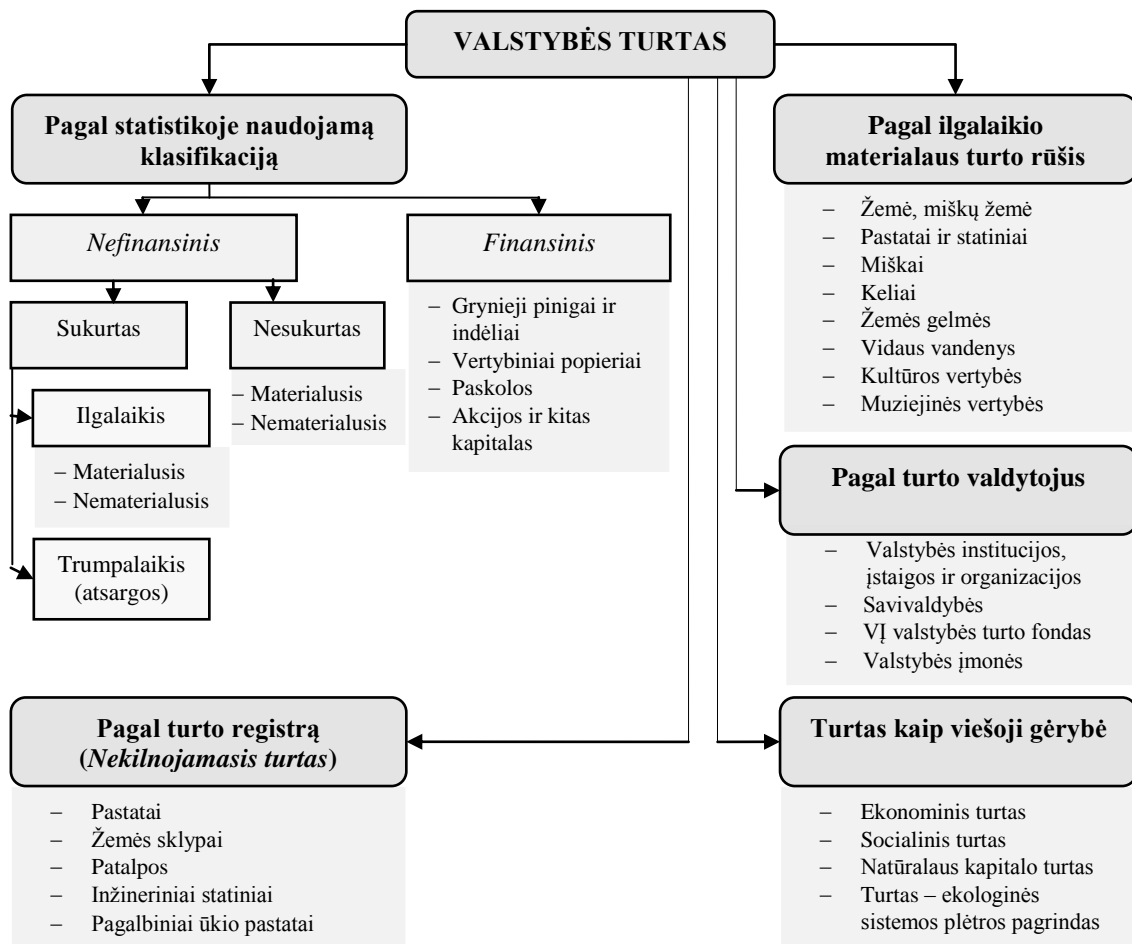 VALSTYBĖS TURTAS
Pagal statistikoje naudojamą
klasifikaciją
Nefinansinis
Finansinis
Sukurtas
Nesukurtas
– Materialusis
– Nematerialusis
Ilgalaikis
– Materialusis
– Nematerialusis
Trumpalaikis
(atsargos)
– Grynieji pinigai ir
indėliai
– Vertybiniai popieriai
– Paskolos
– Akcijos ir kitas
kapitalas
Pagal ilgalaikio
materialaus turto rūšis
– Žemė, miškų žemė
– Pastatai ir statiniai
– Miškai
– Keliai
– Žemės gelmės
– Vidaus vandenys
– Kultūros vertybės
– Muziejinės vertybės
Pagal turto valdytojus
– Valstybės institucijos,
įstaigos ir organizacijos
– Savivaldybės
– VĮ valstybės turto fondas
– Valstybės įmonės
Pagal turto registrą
(Nekilnojamasis turtas)
– Pastatai
– Žemės sklypai
– Patalpos
– Inžineriniai statiniai
– Pagalbiniai ūkio pastatai
Turtas kaip viešoji gėrybė
– Ekonominis turtas
– Socialinis turtas
– Natūralaus kapitalo turtas
– Turtas – ekologinės
sistemos plėtros pagrindas